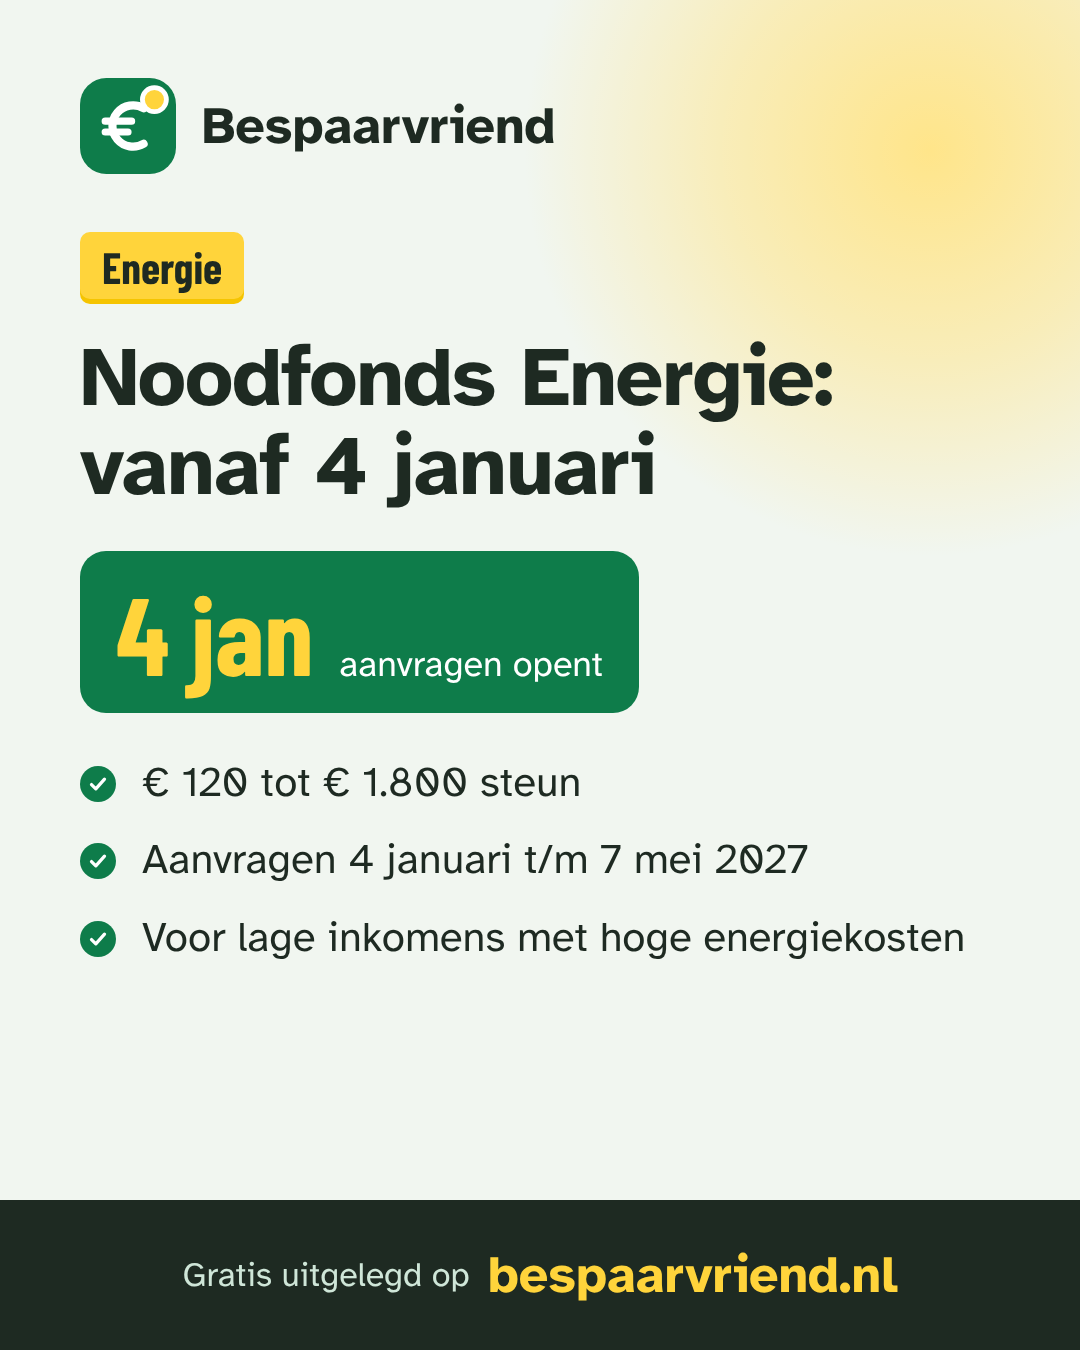 Bespaarvriend
Energie
Noodfonds Energie:
vanaf 4 januari
4 jan aanvragen opent
€ 120 tot € 1.800 steun
Aanvragen 4 januari t/m 7 mei 2027
Voor lage inkomens met hoge energiekosten
Gratis uitgelegd op bespaarvriend.nl